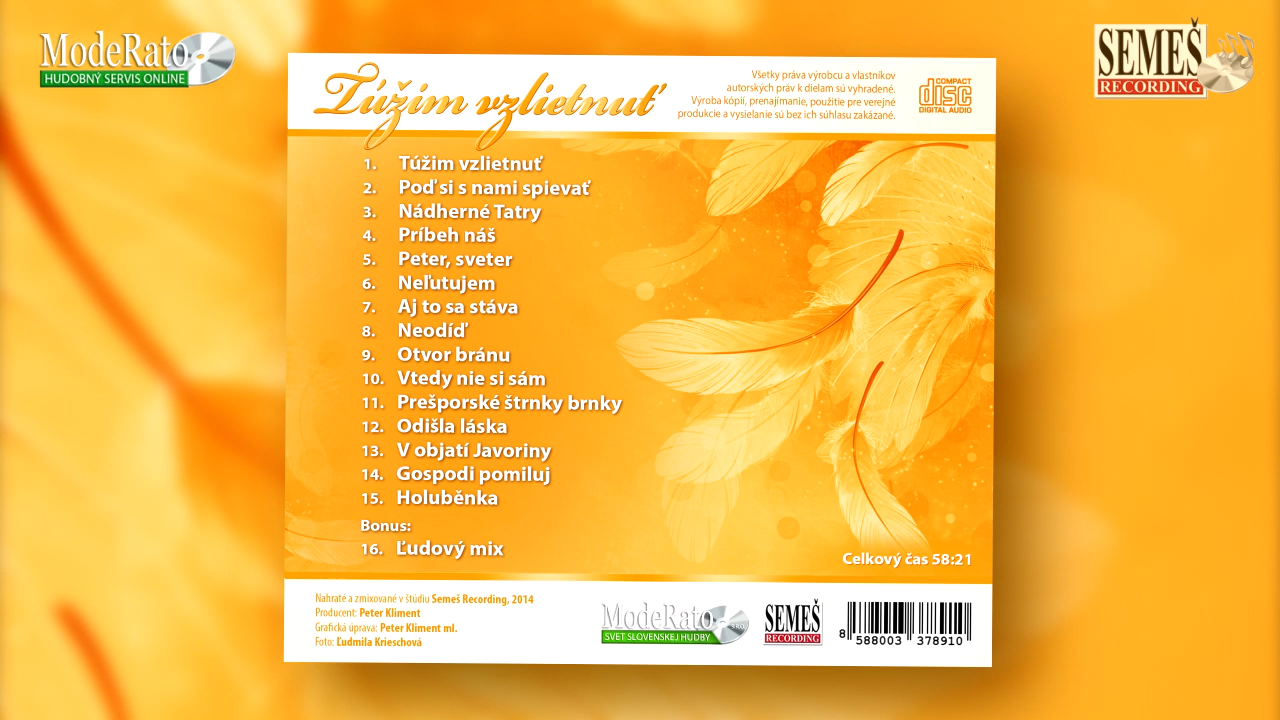 ModeRato
HUDOBNÝ SERVIS ONLINE
SEMEŠ
RECORDING
Túžim vzlietnuť
Všetky práva výrobcu a vlastníkov
autorských práv k dielam sú vyhradené.
Výroba kópií, prenajímanie, použitie pre verejné
produkcie a vysielanie sú bez ich súhlasu zakázané.
COMPACT
disc
DIGITAL AUDIO
1. Túžim vzlietnuť
2. Poď si s nami spievať
3. Nádherné Tatry
4. Príbeh náš
5. Peter, sveter
6. Neľutujem
7. Aj to sa stáva
8. Neodíď
9. Otvor bránu
10. Vtedy nie si sám
11. Prešporské štrnky brnky
12. Odišla láska
13. V objatí Javoriny
14. Gospodi pomiluj
15. Holuběnka
Bonus:
16. Ľudový mix
Celkový čas 58:21
Nahraté a zmixované v štúdiu Semeš Recording, 2014
Producent: Peter Kliment
Grafická úprava: Peter Kliment ml.
Foto: Ľudmila Krieschová
ModeRato s.r.o.
SVET SLOVENSKEJ HUDBY
SEMEŠ
RECORDING
8 588003 378910